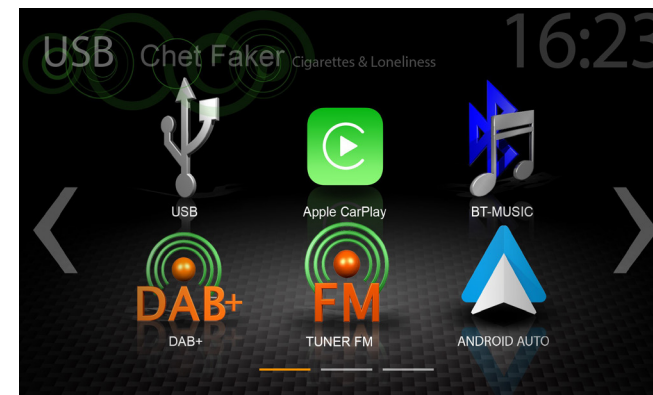 USB Chet Faker Cigarettes & Loneliness 16:23
USB
Apple CarPlay
BT-MUSIC
DAB+
FM
DAB+
TUNER FM
ANDROID AUTO